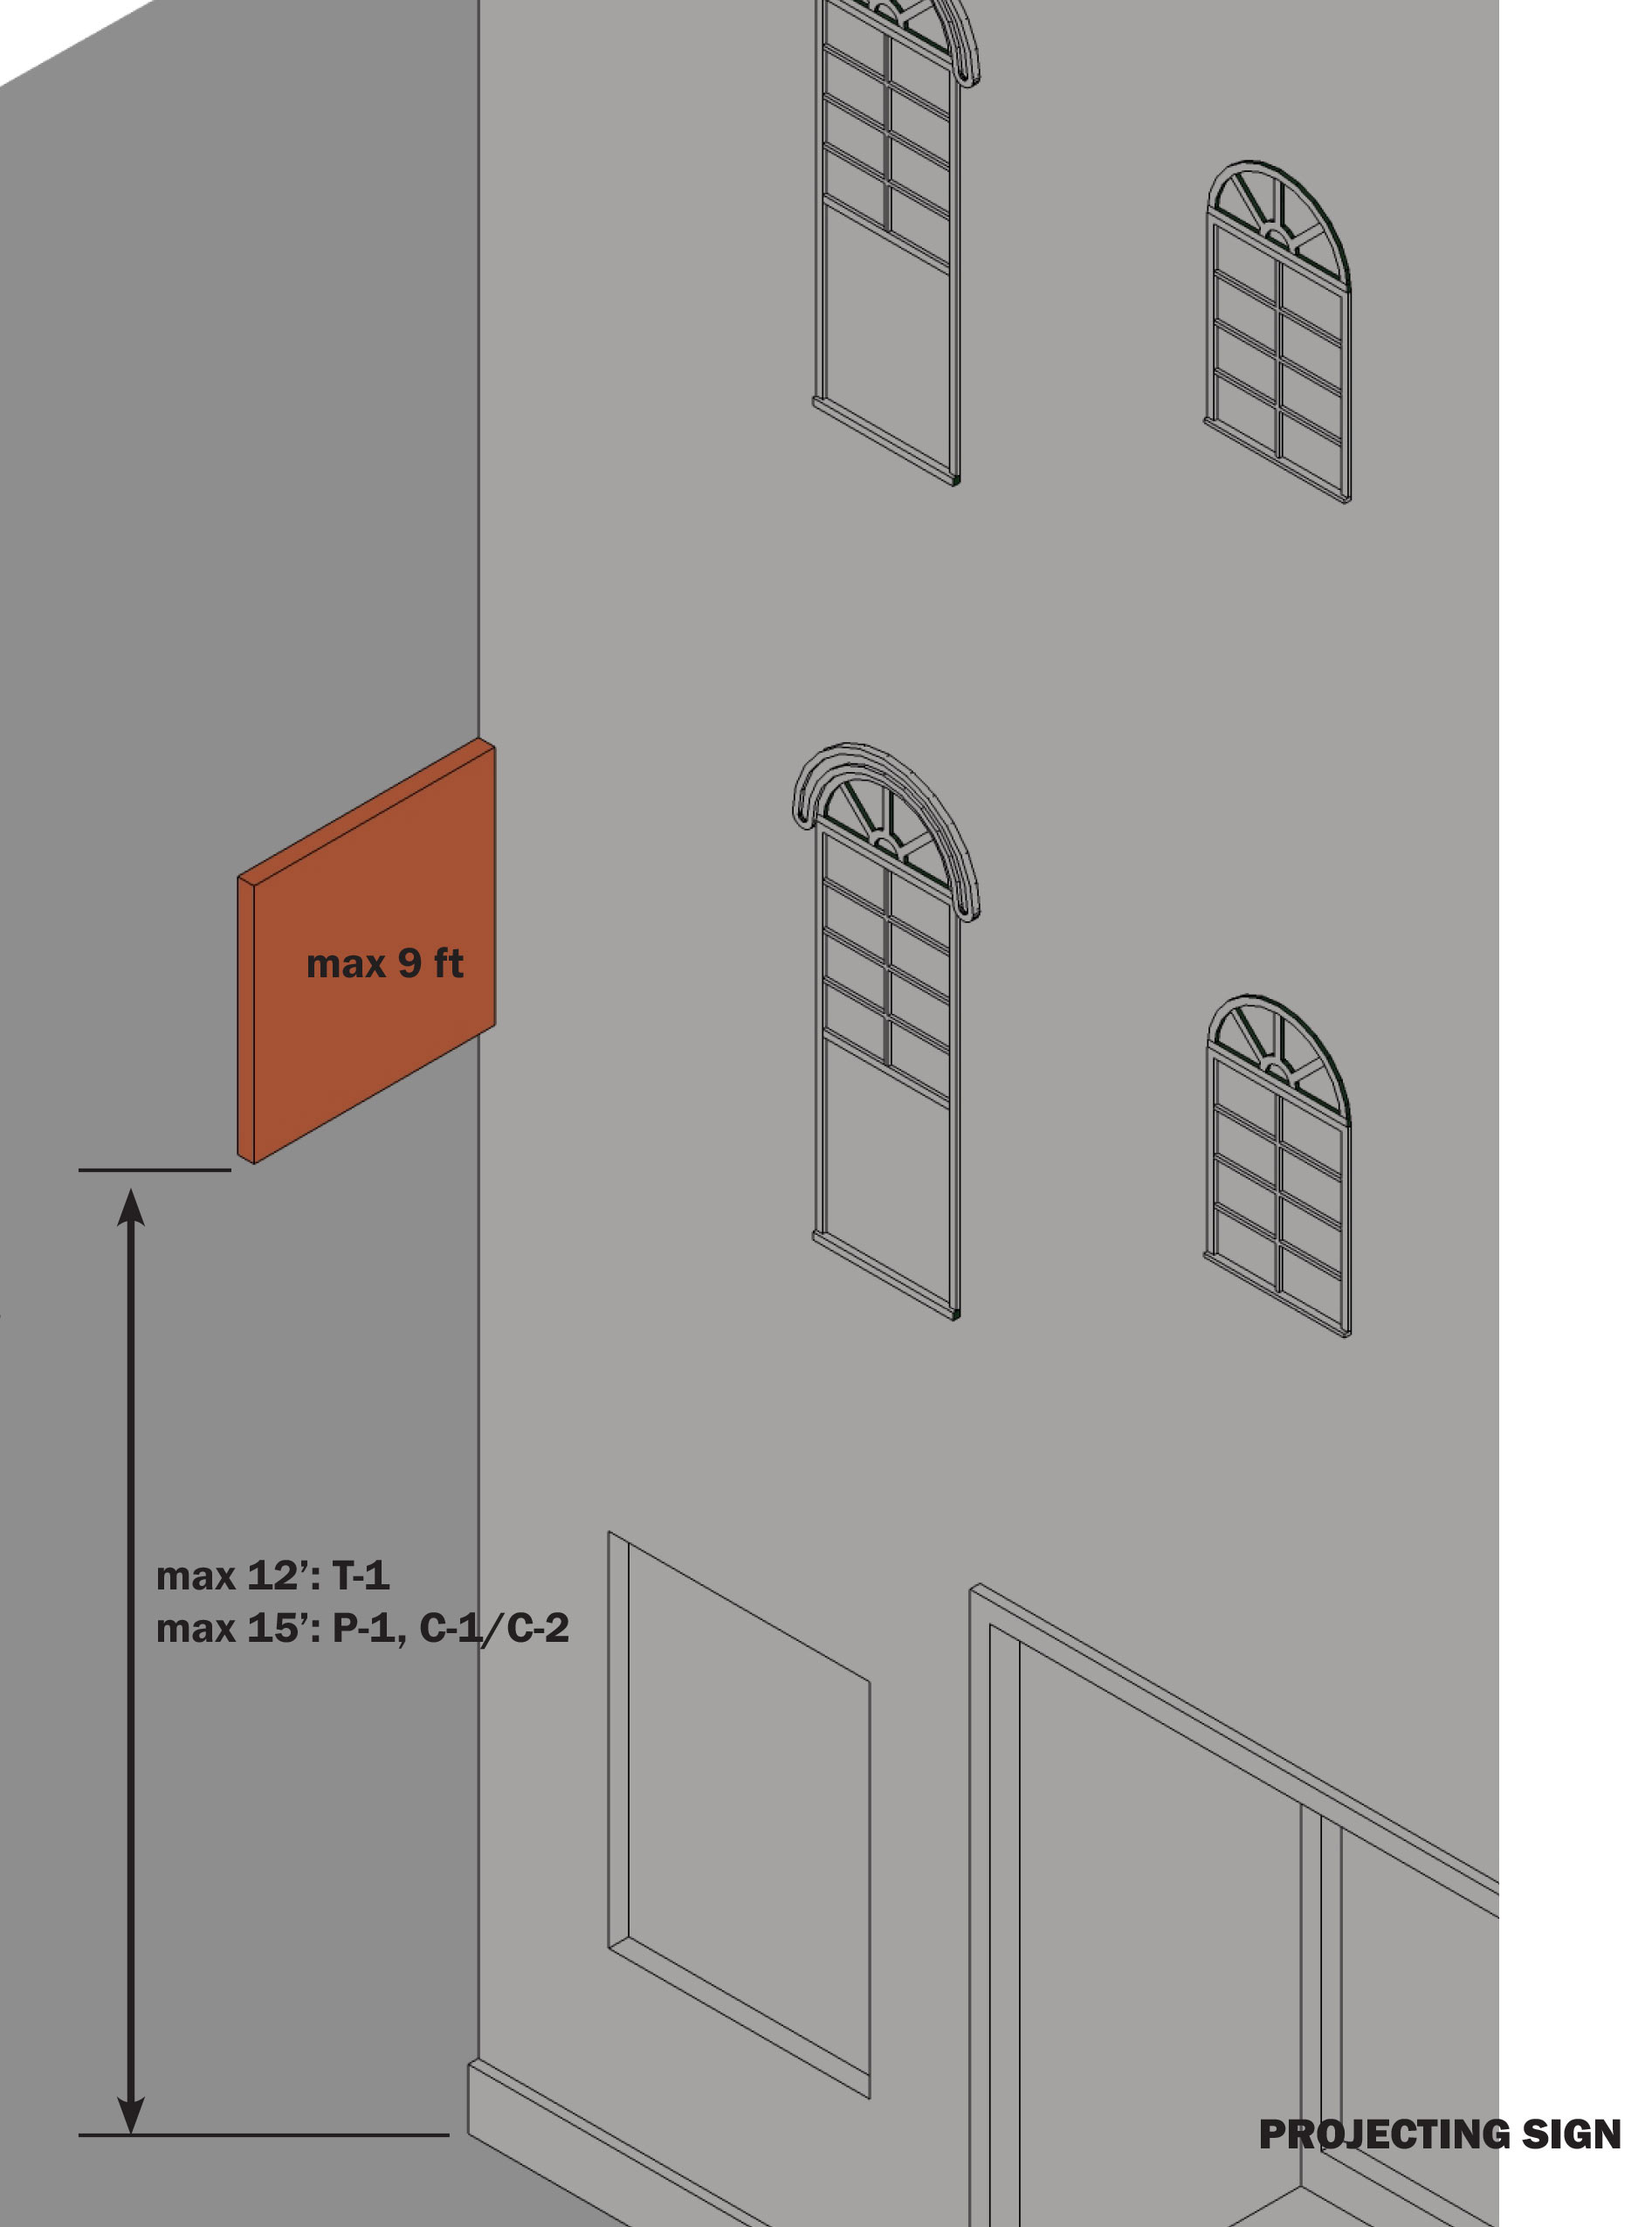 max 9 ft
max 12’: T-1
max 15’: P-1, C-1/C-2
PROJECTING SIGN